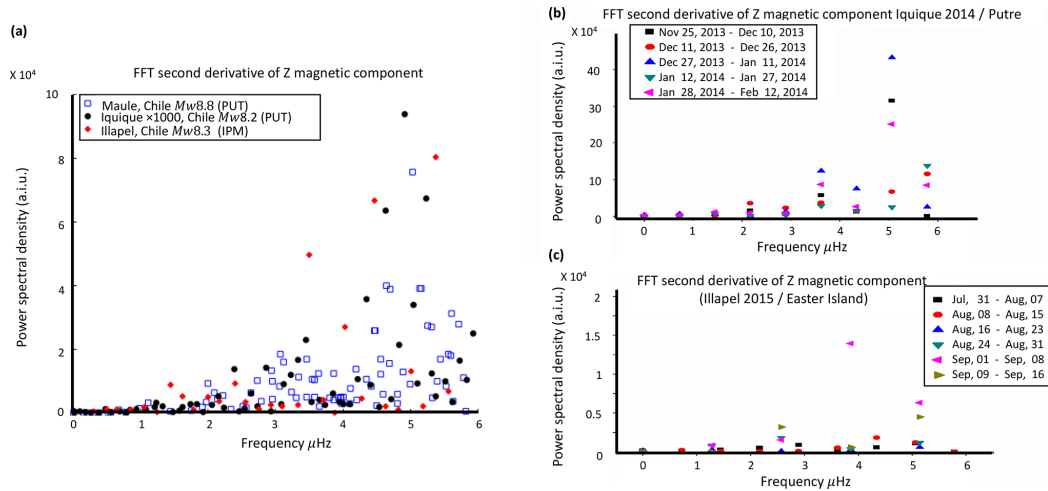 (a)
X 10⁴
FFT second derivative of Z magnetic component
Power spectral density (a.i.u.)
10
8
6
4
2
0
Maule, Chile Mw8.8 (PUT)
Iquique ×1000, Chile Mw8.2 (PUT)
Illapel, Chile Mw8.3 (IPM)
0 1 2 3 4 5 6
Frequency μHz
(b)
FFT second derivative of Z magnetic component Iquique 2014 / Putre
X 10⁴
Power spectral density (a.i.u.)
40
30
20
10
0
Nov 25, 2013 - Dec 10, 2013
Dec 11, 2013 - Dec 26, 2013
Dec 27, 2013 - Jan 11, 2014
Jan 12, 2014 - Jan 27, 2014
Jan 28, 2014 - Feb 12, 2014
0 1 2 3 4 5 6
Frequency μHz
(c)
X 10⁴
FFT second derivative of Z magnetic component
(Illapel 2015 / Easter Island)
Power spectral density (a.i.u.)
2
1.5
1
0.5
0
Jul, 31 - Aug, 07
Aug, 08 - Aug, 15
Aug, 16 - Aug, 23
Aug, 24 - Aug, 31
Sep, 01 - Sep, 08
Sep, 09 - Sep, 16
0 1 2 3 4 5 6
Frequency μHz